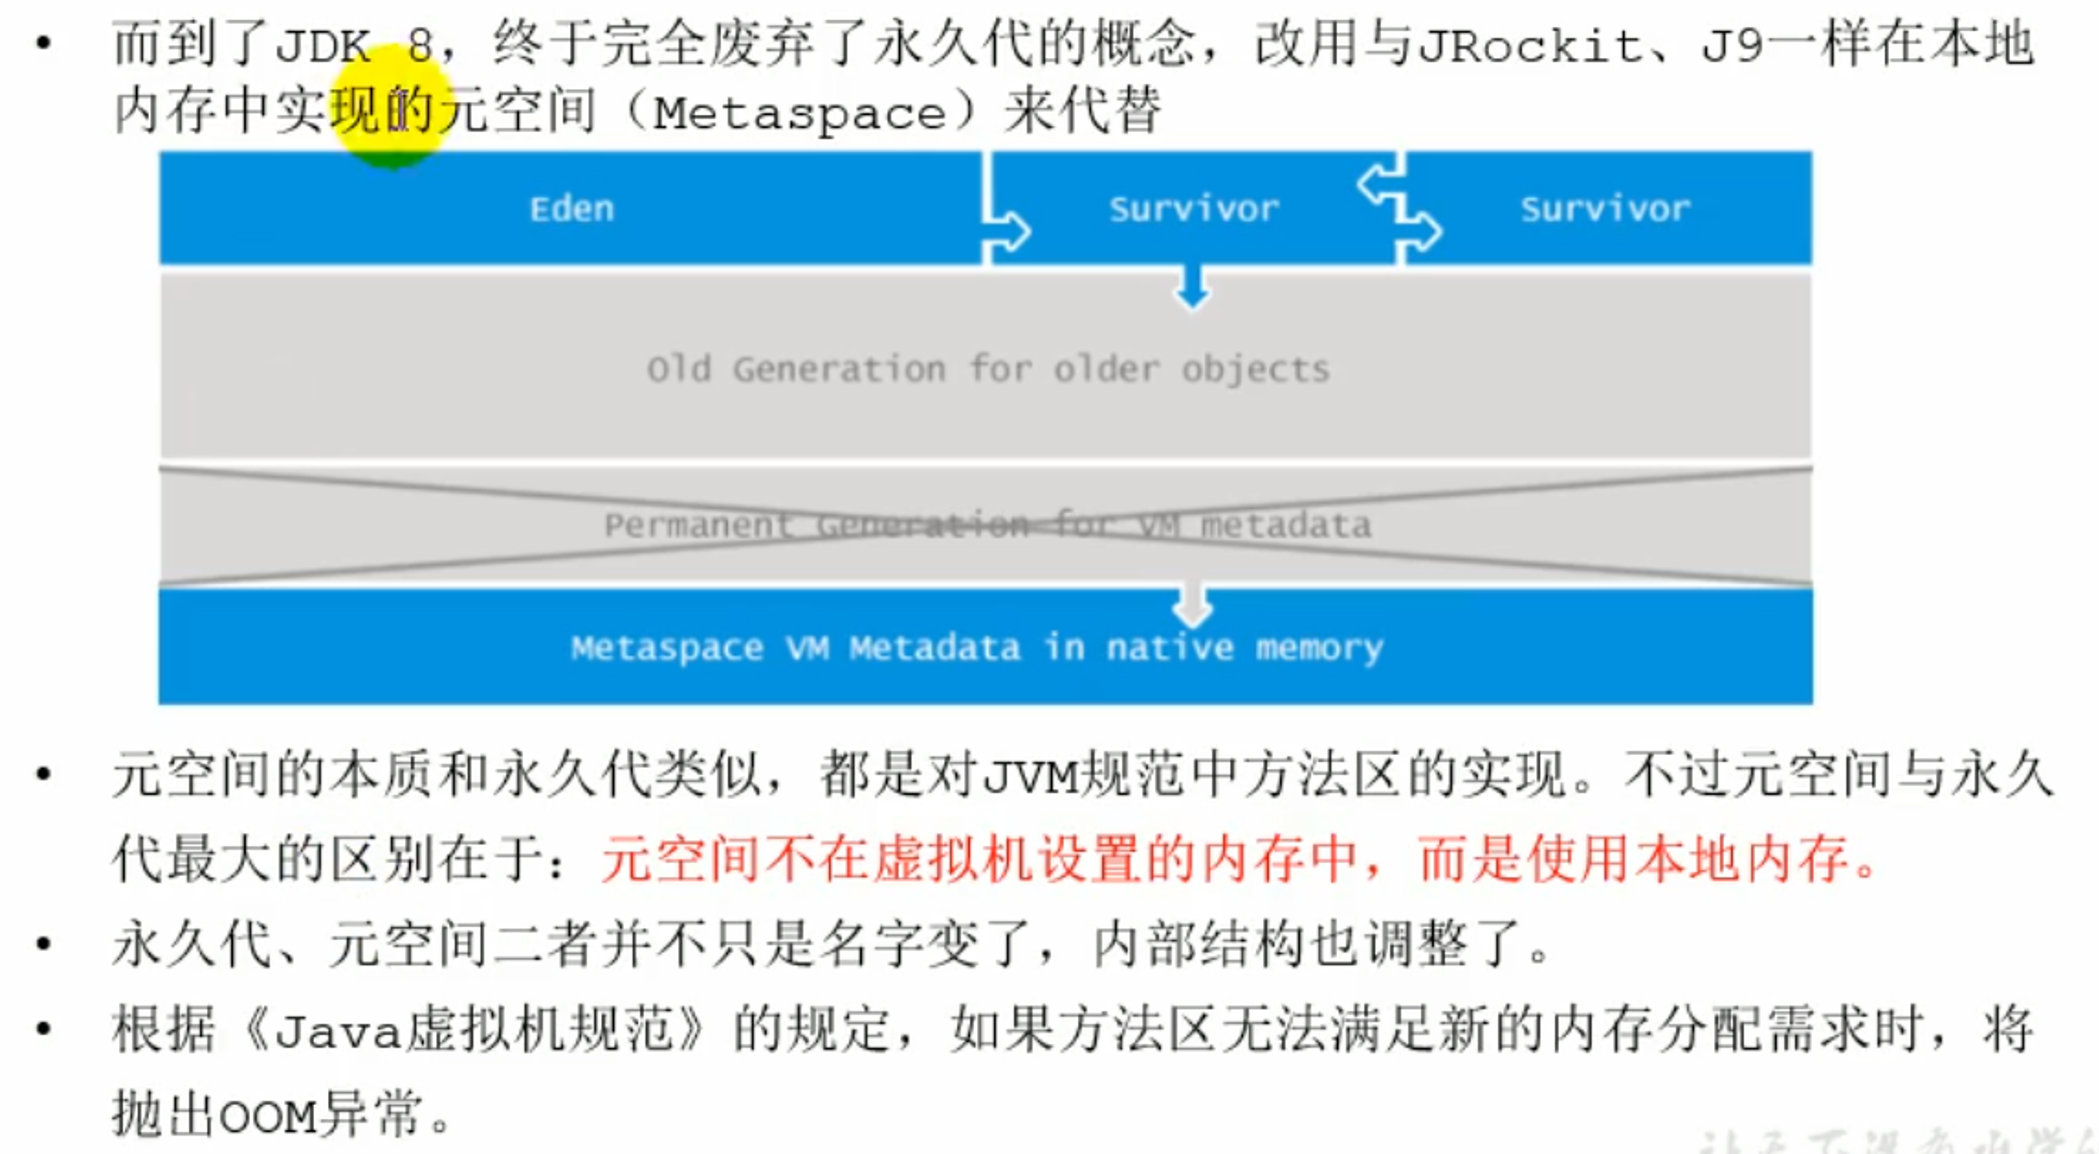 • 而到了JDK 8，终于完全废弃了永久代的概念，改用与JRockit、J9一样在本地
内存中实现的元空间（Metaspace）来代替
Eden
Survivor
Survivor
Old Generation for older objects
Permanent Generation for VM metadata
Metaspace VM Metadata in native memory
• 元空间的本质和永久代类似，都是对JVM规范中方法区的实现。不过元空间与永久
代最大的区别在于：元空间不在虚拟机设置的内存中，而是使用本地内存。
• 永久代、元空间二者并不只是名字变了，内部结构也调整了。
• 根据《Java虚拟机规范》的规定，如果方法区无法满足新的内存分配需求时，将
抛出OOM异常。